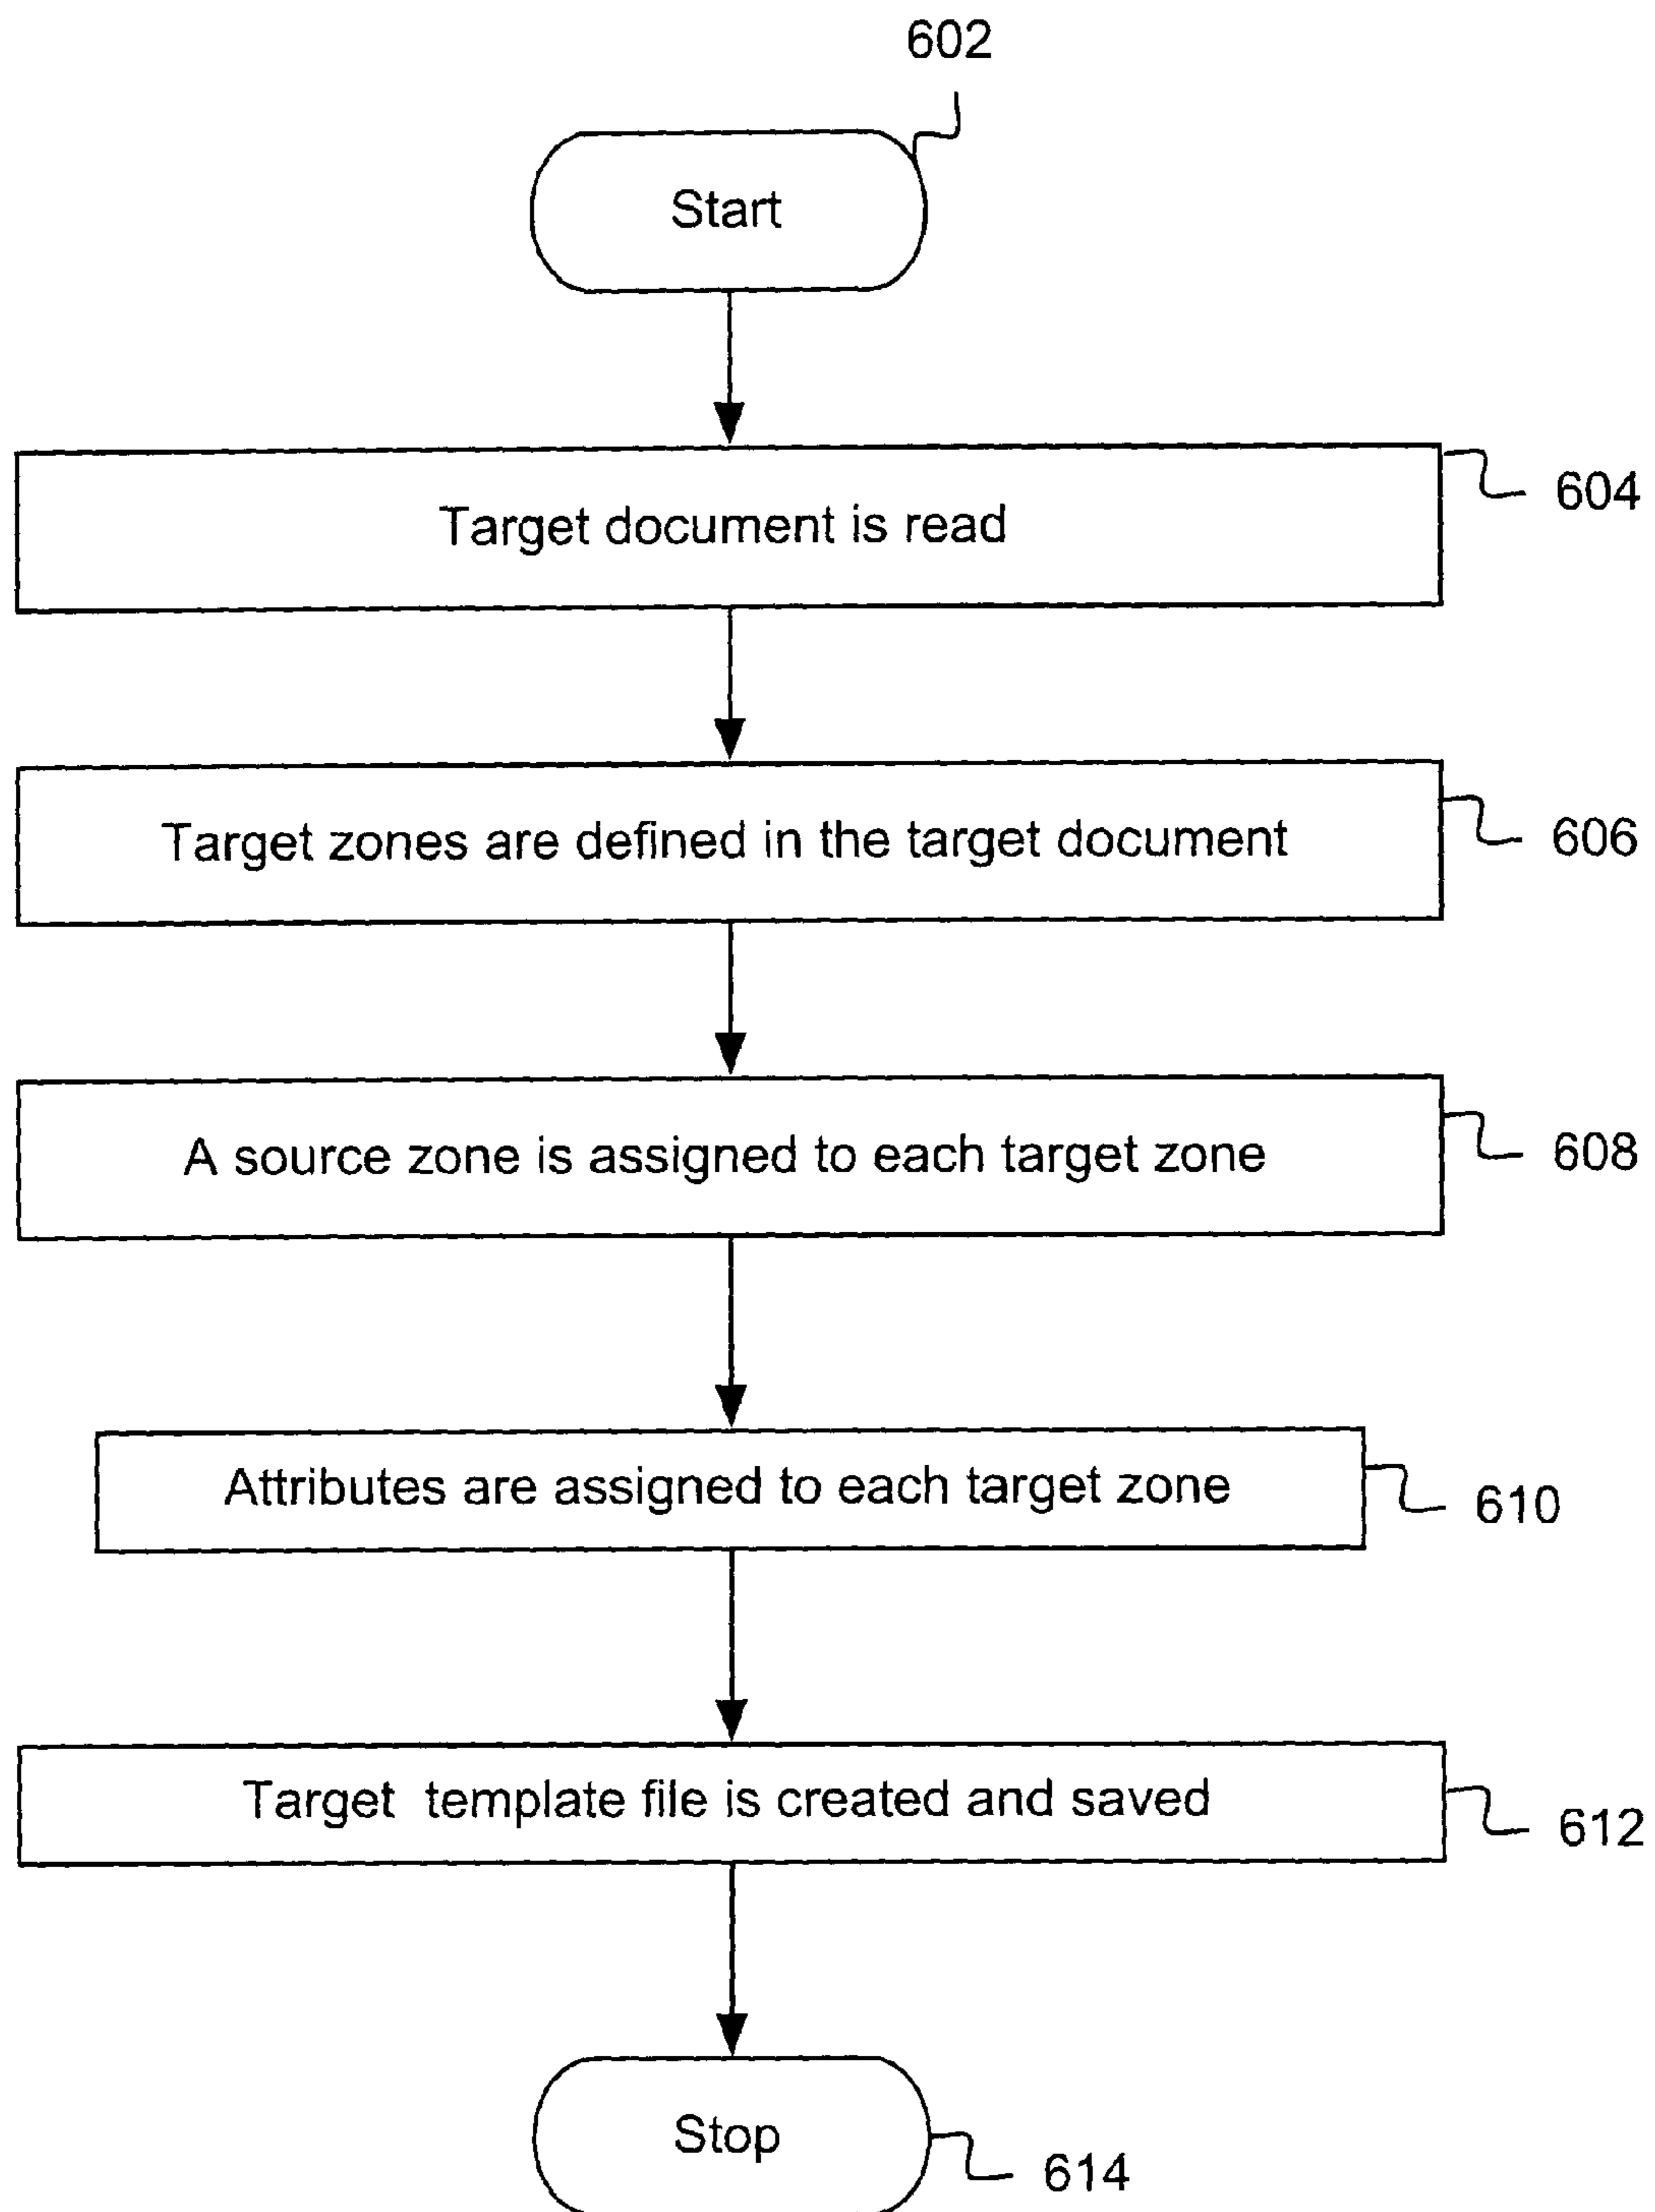 602
Start
Target document is read
604
Target zones are defined in the target document
606
A source zone is assigned to each target zone
608
Attributes are assigned to each target zone
610
Target template file is created and saved
612
Stop
614